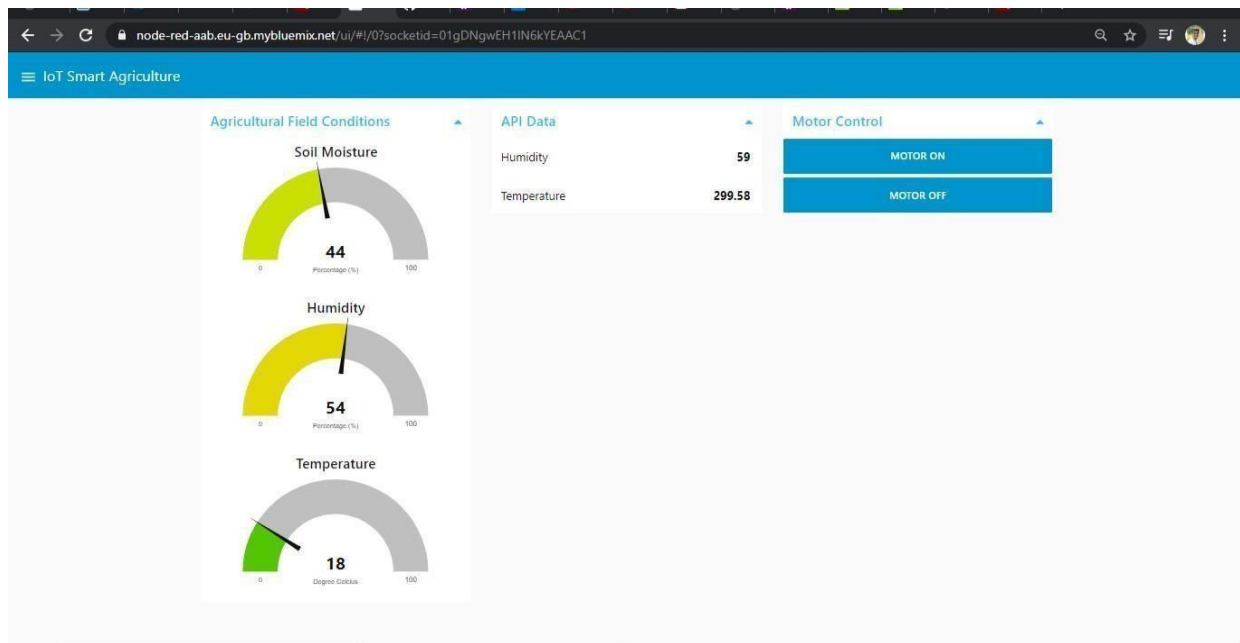 node-red-aab.eu-gb.mybluemix.net/ui/#!/0?socketid=01gDNgwEH1IN6kYEAAC1
IoT Smart Agriculture
Agricultural Field Conditions
Soil Moisture
44
0 Percentage (%) 100
Humidity
54
0 Percentage (%) 100
Temperature
18
0 Degree Celcius 100
API Data
Humidity 59
Temperature 299.58
Motor Control
MOTOR ON
MOTOR OFF